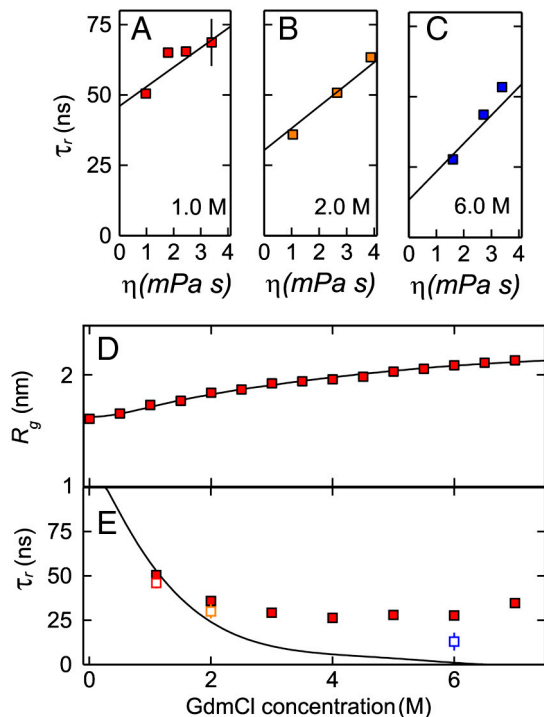 A B C
75
50
25
0
τr (ns)
1.0 M 2.0 M 6.0 M
0 1 2 3 4 0 1 2 3 4 0 1 2 3 4
η(mPa s) η(mPa s) η(mPa s)
D
2
1
Rg (nm)
E
75
50
25
0
τr (ns)
0 2 4 6
GdmCl concentration (M)